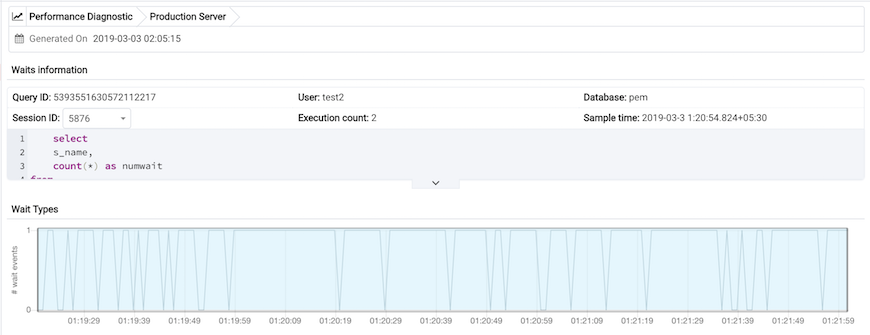 Performance Diagnostic Production Server
Generated On 2019-03-03 02:05:15
Waits information
Query ID: 5393551630572112217 User: test2 Database: pem
Session ID: 5876 Execution count: 2 Sample time: 2019-03-3 1:20:54.824+05:30
1 select
2 s_name,
3 count(*) as numwait
4 from
Wait Types
# wait events
1
0
01:19:29 01:19:39 01:19:49 01:19:59 01:20:09 01:20:19 01:20:29 01:20:39 01:20:49 01:20:59 01:21:09 01:21:19 01:21:29 01:21:39 01:21:49 01:21:59